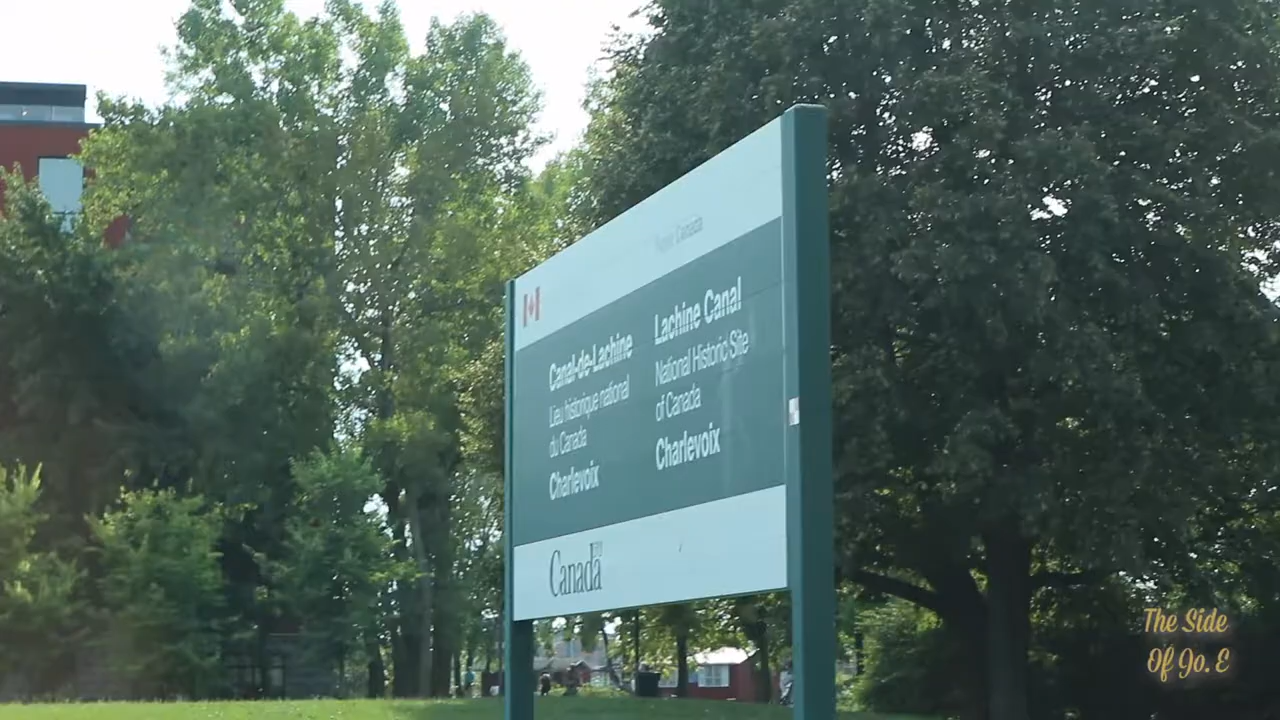 Canada
Canal-de-Lachine
Lieu historique national
du Canada
Charlevoix
Lachine Canal
National Historic Site
of Canada
Charlevoix
Canada
The Side
Of Jo. E